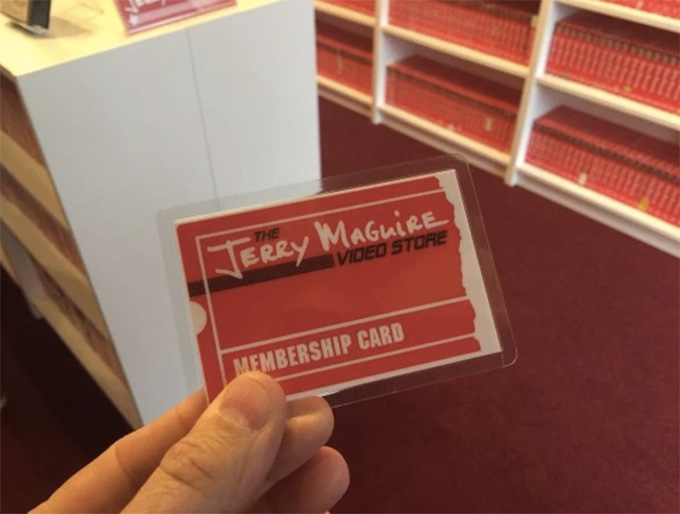 THE
JERRY MAGUIRE
VIDEO STORE
MEMBERSHIP CARD